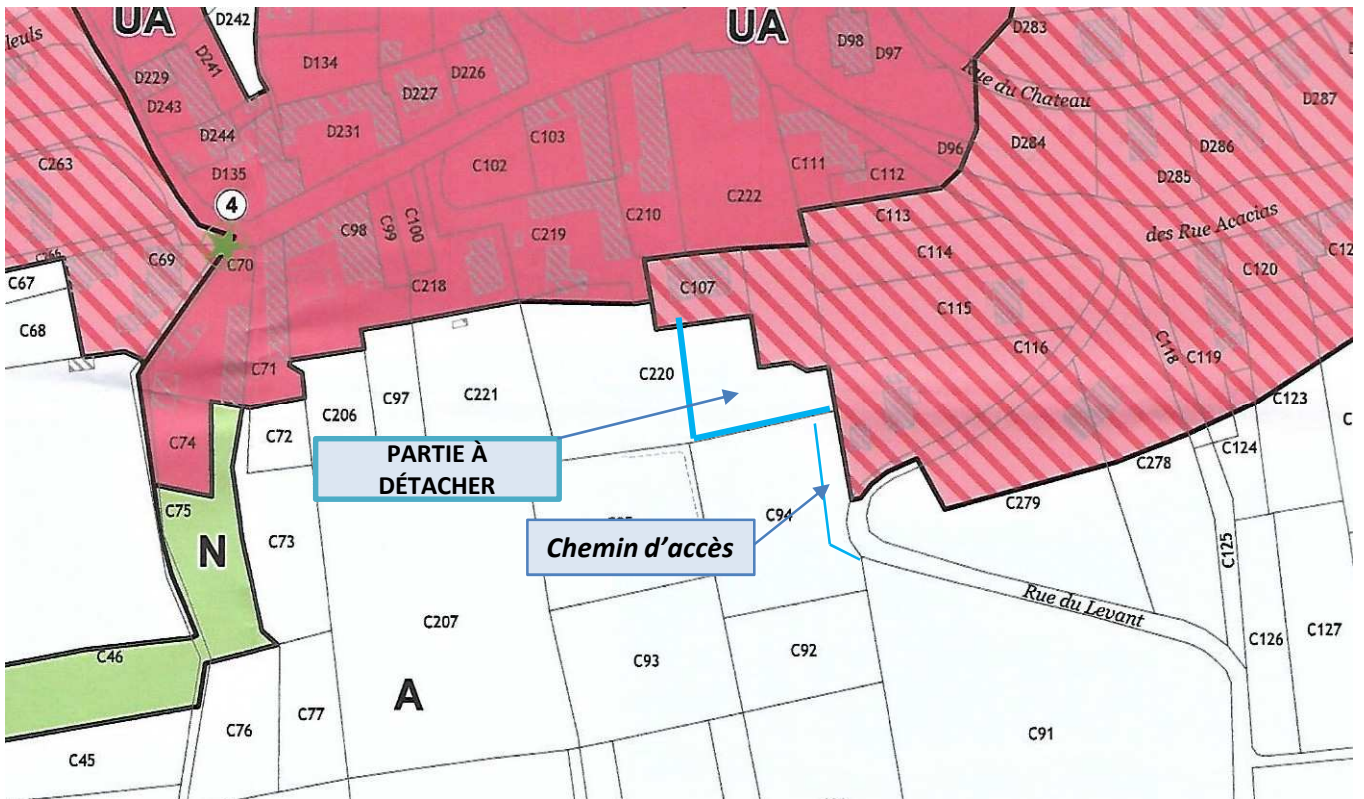 UA
D242
UA
D283
leuls
D241
D134
D226
D98
D97
D229
D227
Rue du Chateau
D287
D243
D244
D231
C103
D284
D286
C263
C102
C111
D96
D135
C112
D285
4
C98
C99
C100
C219
C210
C222
C113
des Rue Acacias
C69
C70
C114
C120
C67
C218
C107
C115
C68
C118
C116
C119
C71
C220
C206
C97
C221
C123
C72
C74
PARTIE À
DÉTACHER
C124
C278
C75
C94
C279
N
C73
Chemin d'accès
C125
Rue du Levant
C207
C126
C127
C46
C93
C92
A
C76
C77
C91
C45